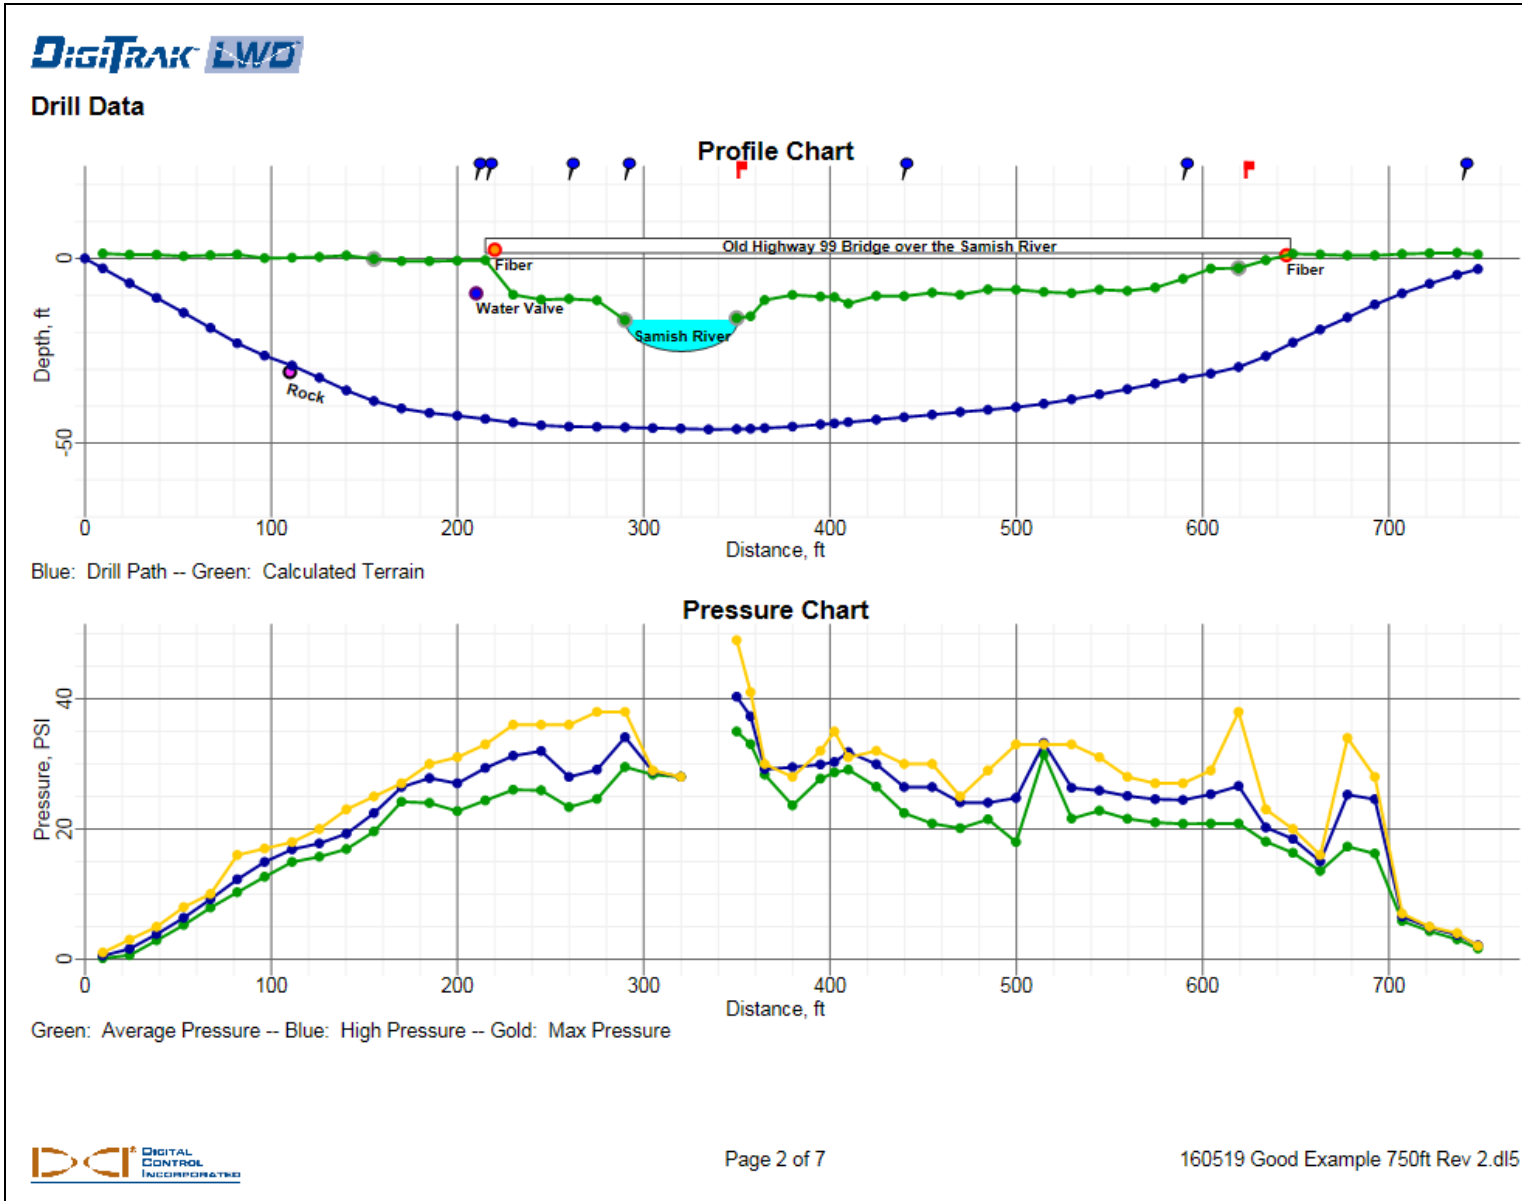 DIGITRAK LWD
Drill Data
Profile Chart
Old Highway 99 Bridge over the Samish River
Fiber
Fiber
Water Valve
Samish River
Rock
Depth, ft
0
-50
0 100 200 300 400 500 600 700
Distance, ft
Blue: Drill Path -- Green: Calculated Terrain
Pressure Chart
Pressure, PSI
40
20
0
0 100 200 300 400 500 600 700
Distance, ft
Green: Average Pressure -- Blue: High Pressure -- Gold: Max Pressure
DCI® DIGITAL
CONTROL
INCORPORATED
Page 2 of 7
160519 Good Example 750ft Rev 2.dl5